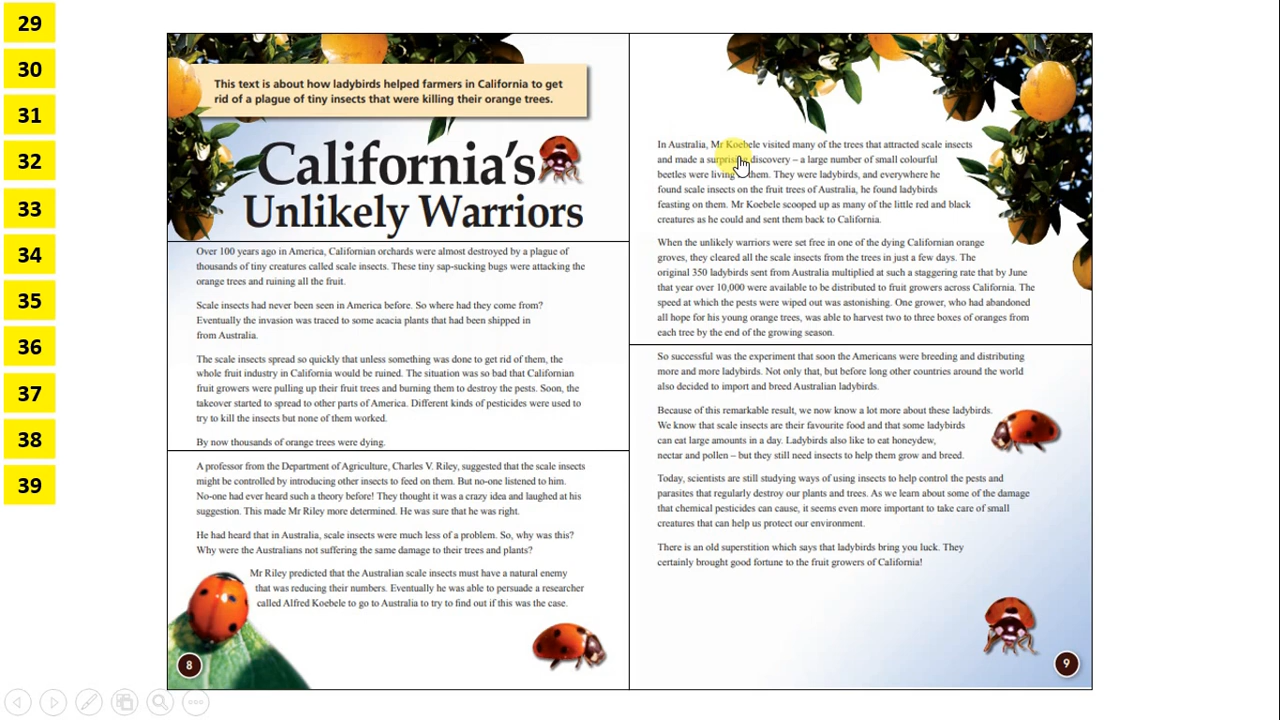 29
30
31
32
33
34
35
36
37
38
39
This text is about how ladybirds helped farmers in California to get
rid of a plague of tiny insects that were killing their orange trees.
California's
Unlikely Warriors
Over 100 years ago in America, Californian orchards were almost destroyed by a plague of
thousands of tiny creatures called scale insects. These tiny sap-sucking bugs were attacking the
orange trees and ruining all the fruit.
Scale insects had never been seen in America before. So where had they come from?
Eventually the invasion was traced to some acacia plants that had been shipped in
from Australia.
The scale insects spread so quickly that unless something was done to get rid of them, the
whole fruit industry in California would be ruined. The situation was so bad that Californian
fruit growers were pulling up their fruit trees and burning them to destroy the pests. Soon, the
takeover started to spread to other parts of America. Different kinds of pesticides were used to
try to kill the insects but none of them worked.
By now thousands of orange trees were dying.
A professor from the Department of Agriculture, Charles V. Riley, suggested that the scale insects
might be controlled by introducing other insects to feed on them. But no-one listened to him.
No-one had ever heard such a theory before! They thought it was a crazy idea and laughed at his
suggestion. This made Mr Riley more determined. He was sure that he was right.
He had heard that in Australia, scale insects were much less of a problem. So, why was this?
Why were the Australians not suffering the same damage to their trees and plants?
Mr Riley predicted that the Australian scale insects must have a natural enemy
that was reducing their numbers. Eventually he was able to persuade a researcher
called Alfred Koebele to go to Australia to try to find out if this was the case.
8
In Australia, Mr Koebele visited many of the trees that attracted scale insects
and made a surprising discovery – a large number of small colourful
beetles were living on them. They were ladybirds, and everywhere he
found scale insects on the fruit trees of Australia, he found ladybirds
feasting on them. Mr Koebele scooped up as many of the little red and black
creatures as he could and sent them back to California.
When the unlikely warriors were set free in one of the dying Californian orange
groves, they cleared all the scale insects from the trees in just a few days. The
original 350 ladybirds sent from Australia multiplied at such a staggering rate that by June
that year over 10,000 were available to be distributed to fruit growers across California. The
speed at which the pests were wiped out was astonishing. One grower, who had abandoned
all hope for his young orange trees, was able to harvest two to three boxes of oranges from
each tree by the end of the growing season.
So successful was the experiment that soon the Americans were breeding and distributing
more and more ladybirds. Not only that, but before long other countries around the world
also decided to import and breed Australian ladybirds.
Because of this remarkable result, we now know a lot more about these ladybirds.
We know that scale insects are their favourite food and that some ladybirds
can eat large amounts in a day. Ladybirds also like to eat honeydew,
nectar and pollen – but they still need insects to help them grow and breed.
Today, scientists are still studying ways of using insects to help control the pests and
parasites that regularly destroy our plants and trees. As we learn about some of the damage
that chemical pesticides can cause, it seems even more important to take care of small
creatures that can help us protect our environment.
There is an old superstition which says that ladybirds bring you luck. They
certainly brought good fortune to the fruit growers of California!
9